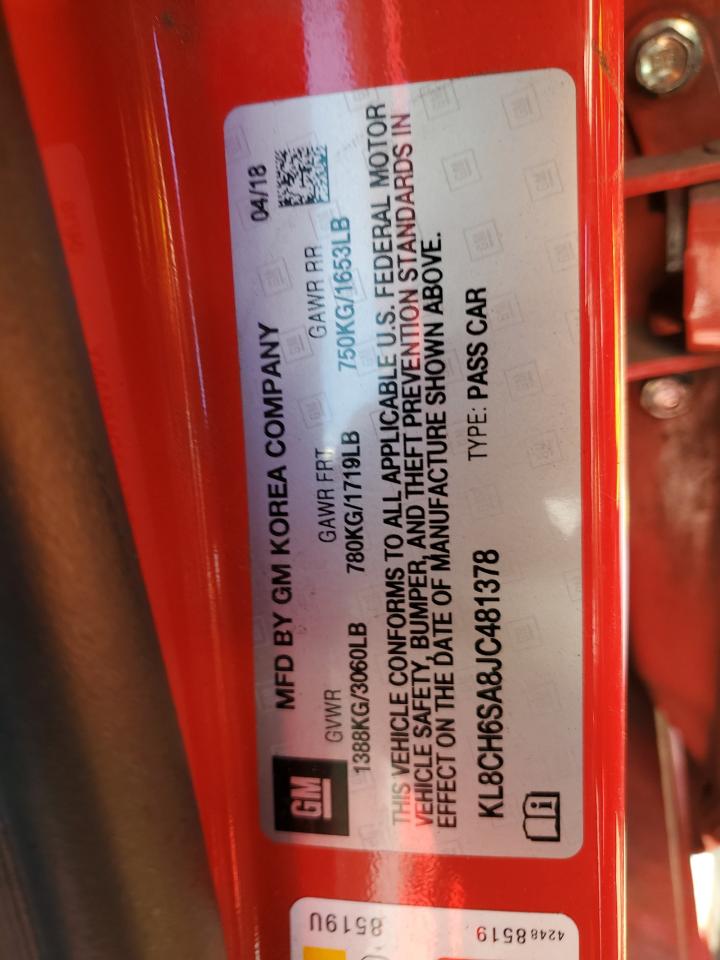 MFD BY GM KOREA COMPANY 04/18
GM
GVWR GAWR FRT GAWR RR
1388KG/3060LB 780KG/1719LB 750KG/1653LB
THIS VEHICLE CONFORMS TO ALL APPLICABLE U.S. FEDERAL MOTOR
VEHICLE SAFETY, BUMPER, AND THEFT PREVENTION STANDARDS IN
EFFECT ON THE DATE OF MANUFACTURE SHOWN ABOVE.
KL8CH6SA8JC481378 TYPE: PASS CAR
8519U
42488519